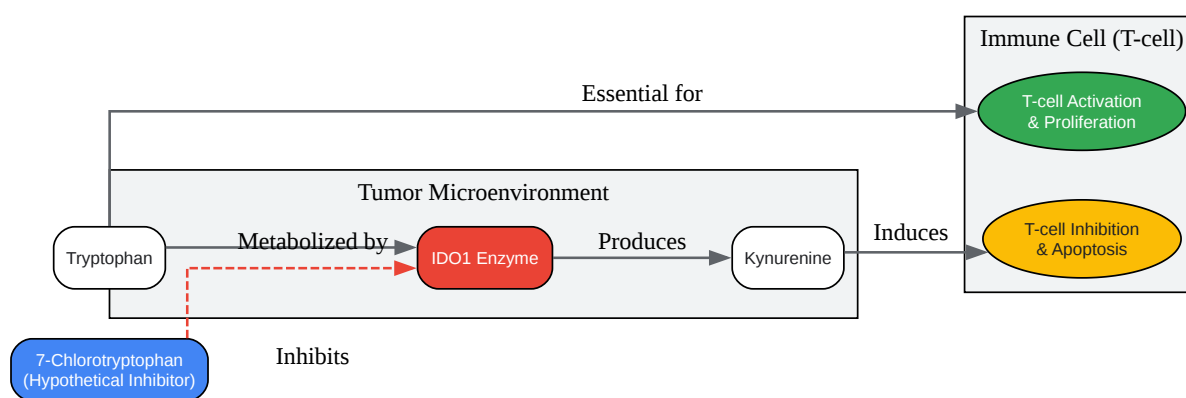 Immune Cell (T-cell)
Essential for
T-cell Activation
& Proliferation
Tumor Microenvironment
Tryptophan
Metabolized by
IDO1 Enzyme
Produces
Kynurenine
Induces
T-cell Inhibition
& Apoptosis
7-Chlorotryptophan
(Hypothetical Inhibitor)
Inhibits